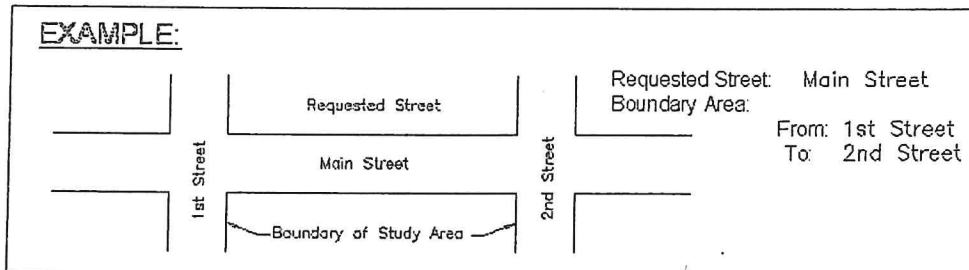 EXAMPLE:
Requested Street
Main Street
1st Street
2nd Street
Boundary of Study Area
Requested Street: Main Street
Boundary Area:
From: 1st Street
To: 2nd Street